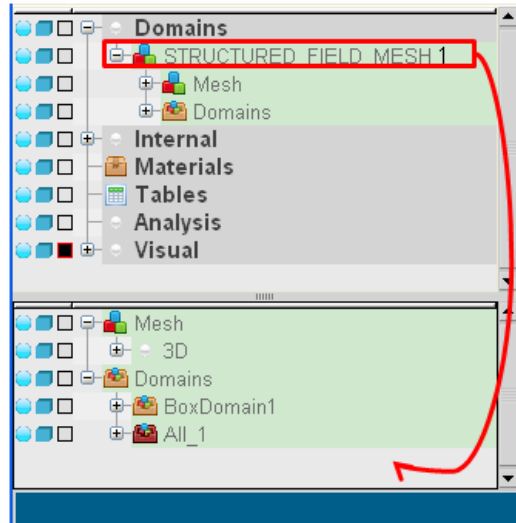 Domains
STRUCTURED_FIELD_MESH 1
Mesh
Domains
Internal
Materials
Tables
Analysis
Visual
Mesh
3D
Domains
BoxDomain1
All_1